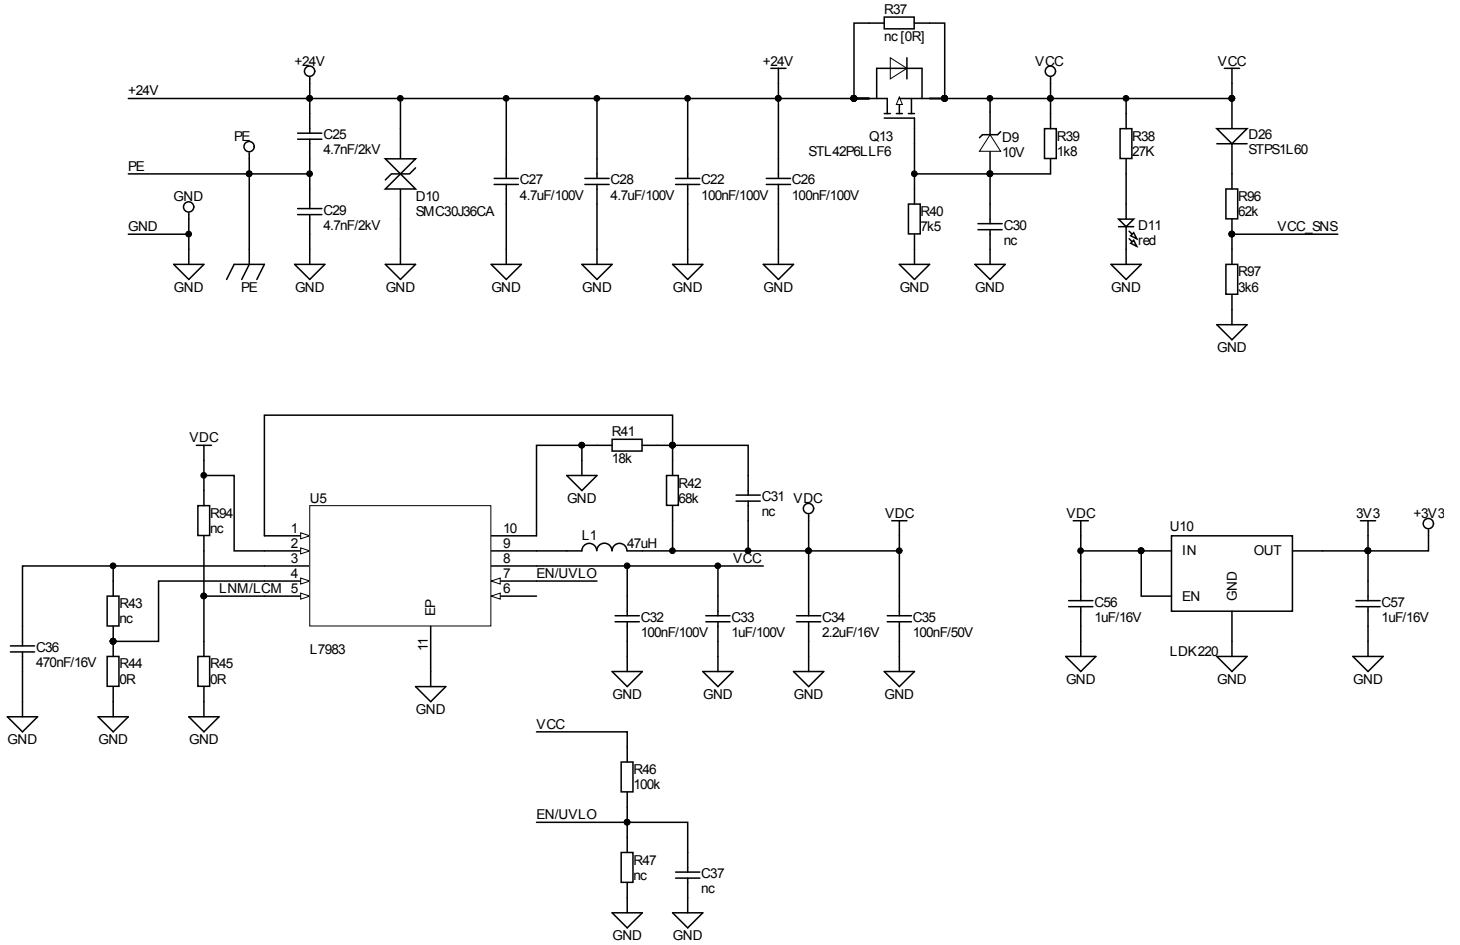 R37
nc [0R]
+24V
+24V
VCC
VCC
+24V
C25
4.7nF/2kV
PE
PE
Q13
STL42P6LLF6
D9
10V
R39
1k8
R38
27K
D26
STPS1L60
GND
GND
C29
4.7nF/2kV
D10
SMC30J36CA
C27
4.7uF/100V
C28
4.7uF/100V
C22
100nF/100V
C26
100nF/100V
R40
7k5
C30
nc
D11
red
R96
62k
VCC_SNS
R97
3k6
GND
PE
GND
GND
GND
GND
GND
GND
GND
GND
GND
GND
VDC
R94
nc
U5
1
2
3
4
5
LNM/LCM
10
9
8
7
6
EP
11
L7983
R41
18k
GND
R42
68k
C31
nc
L1
47uH
VDC
VDC
VCC
EN/UVLO
R43
nc
C36
470nF/16V
R44
0R
R45
0R
C32
100nF/100V
C33
1uF/100V
C34
2.2uF/16V
C35
100nF/50V
GND
GND
GND
GND
GND
GND
GND
GND
VDC
U10
IN
OUT
EN
GND
LDK220
3V3
+3V3
C56
1uF/16V
C57
1uF/16V
GND
GND
GND
VCC
R46
100k
EN/UVLO
R47
nc
C37
nc
GND
GND